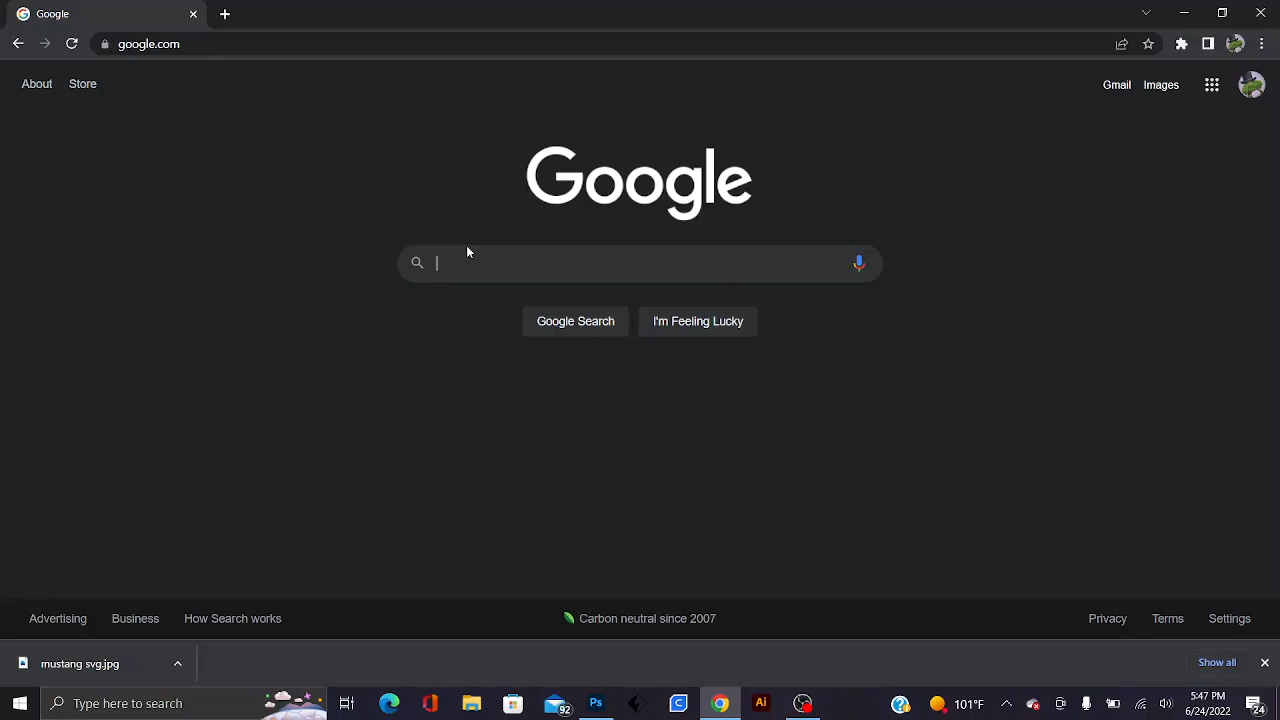 Google
google.com
About Store
Gmail Images
Google
Google Search
I'm Feeling Lucky
Advertising Business How Search works
Carbon neutral since 2007
Privacy Terms Settings
mustang svg.jpg
Show all
Type here to search
92
Ps
Ai
101°F
5:47 PM
6/24/2022
24